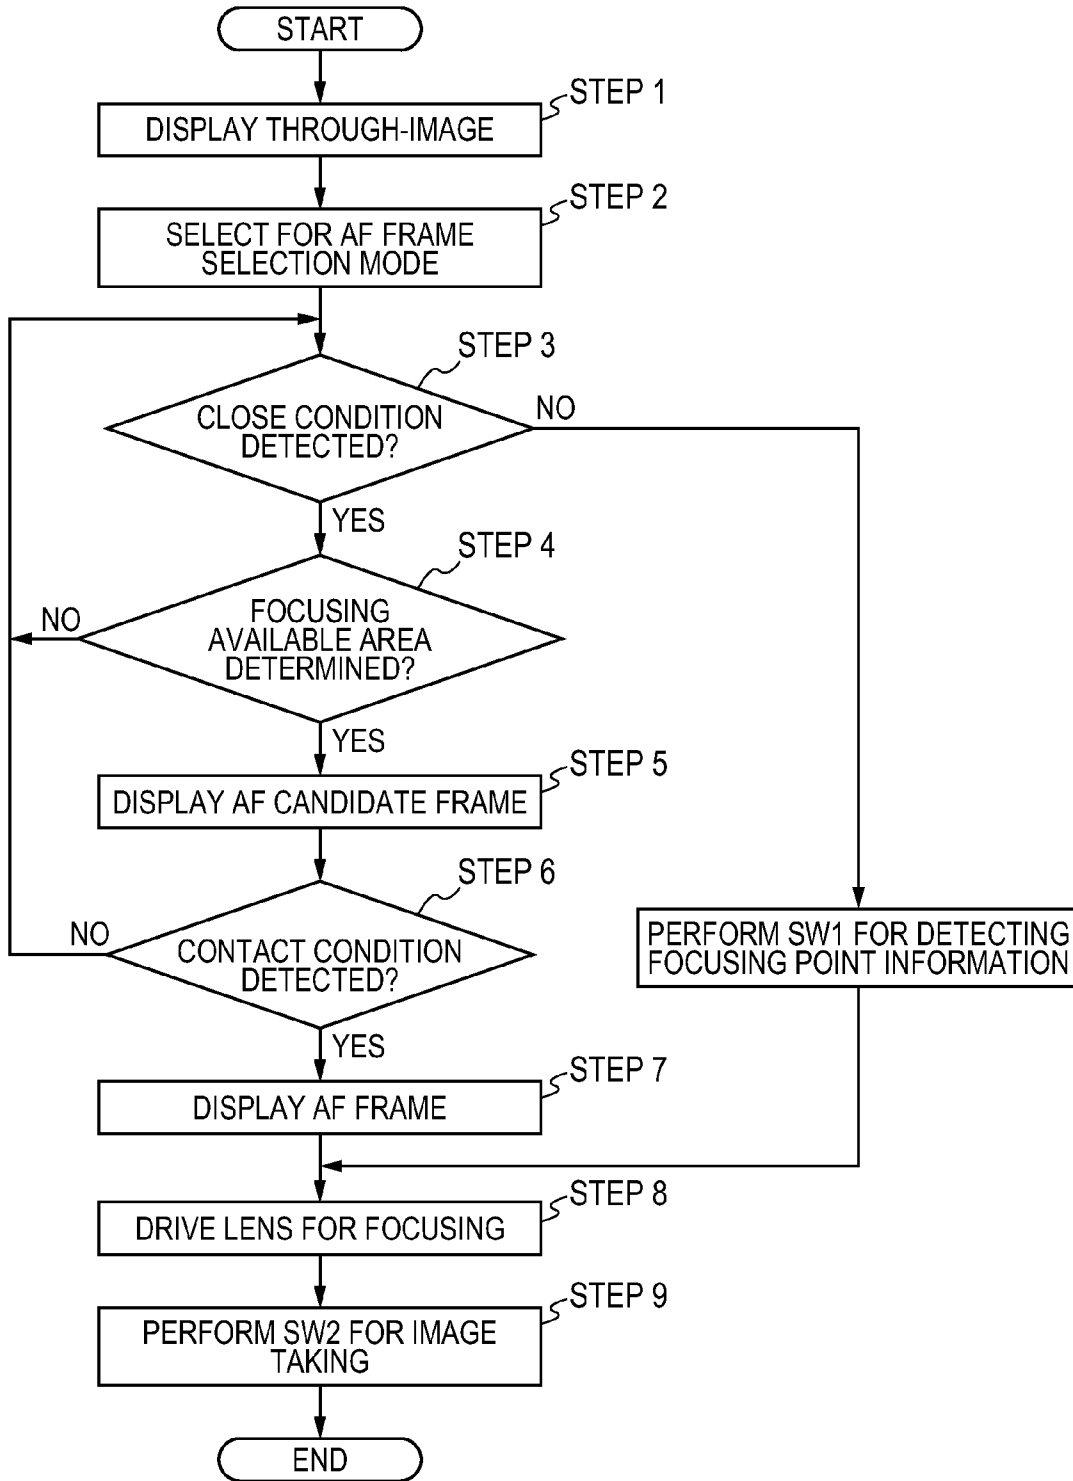 START
STEP 1
DISPLAY THROUGH-IMAGE
STEP 2
SELECT FOR AF FRAME
SELECTION MODE
STEP 3
CLOSE CONDITION
DETECTED?
NO
YES
STEP 4
FOCUSING
AVAILABLE AREA
DETERMINED?
NO
YES
STEP 5
DISPLAY AF CANDIDATE FRAME
STEP 6
CONTACT CONDITION
DETECTED?
NO
YES
PERFORM SW1 FOR DETECTING
FOCUSING POINT INFORMATION
STEP 7
DISPLAY AF FRAME
STEP 8
DRIVE LENS FOR FOCUSING
STEP 9
PERFORM SW2 FOR IMAGE
TAKING
END